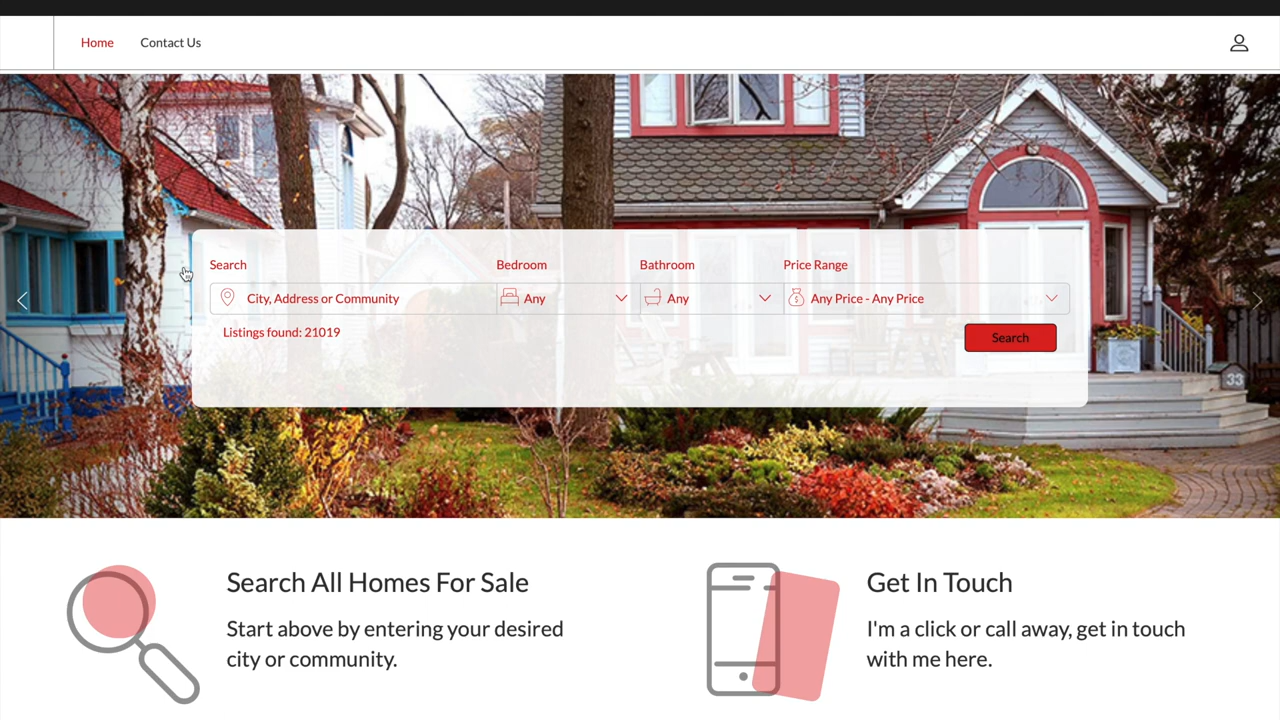 Home Contact Us
Search Bedroom Bathroom Price Range
City, Address or Community Any Any Any Price - Any Price
Listings found: 21019
Search
33
Search All Homes For Sale
Start above by entering your desired
city or community.
Get In Touch
I'm a click or call away, get in touch
with me here.